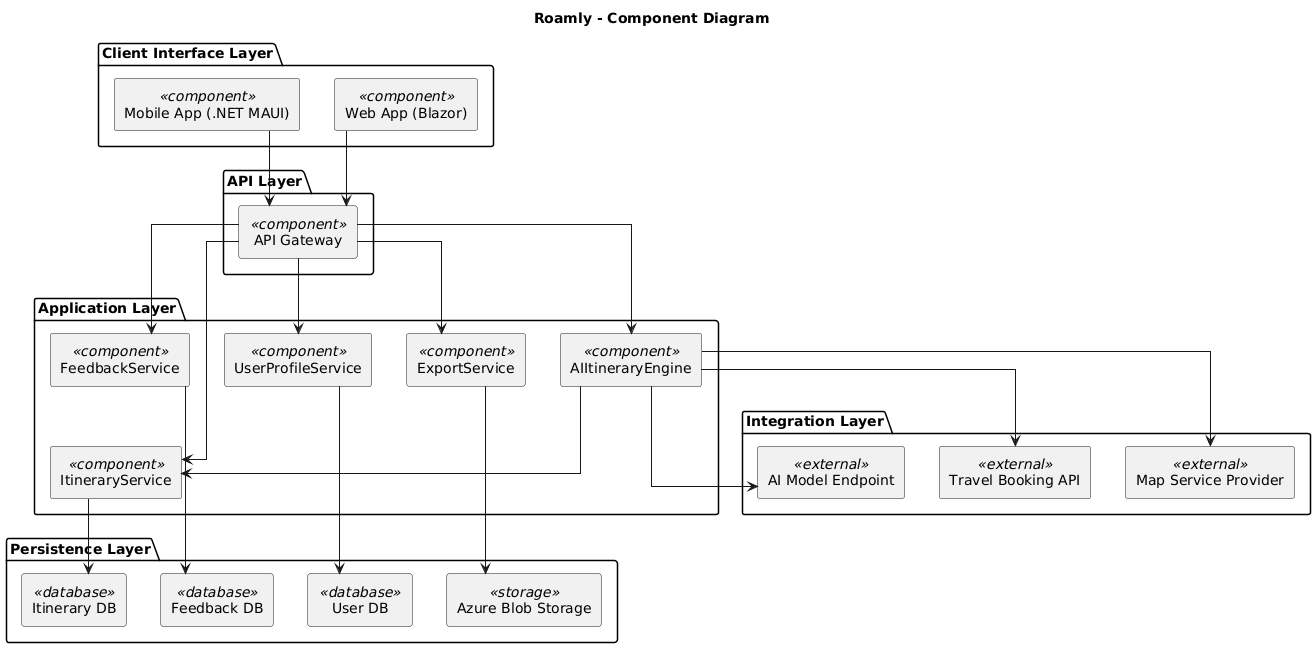 Roamly - Component Diagram
Client Interface Layer
«component»
Mobile App (.NET MAUI)
«component»
Web App (Blazor)
API Layer
«component»
API Gateway
Application Layer
«component»
FeedbackService
«component»
UserProfileService
«component»
ExportService
«component»
AIItineraryEngine
«component»
ItineraryService
Integration Layer
«external»
AI Model Endpoint
«external»
Travel Booking API
«external»
Map Service Provider
Persistence Layer
«database»
Itinerary DB
«database»
Feedback DB
«database»
User DB
«storage»
Azure Blob Storage